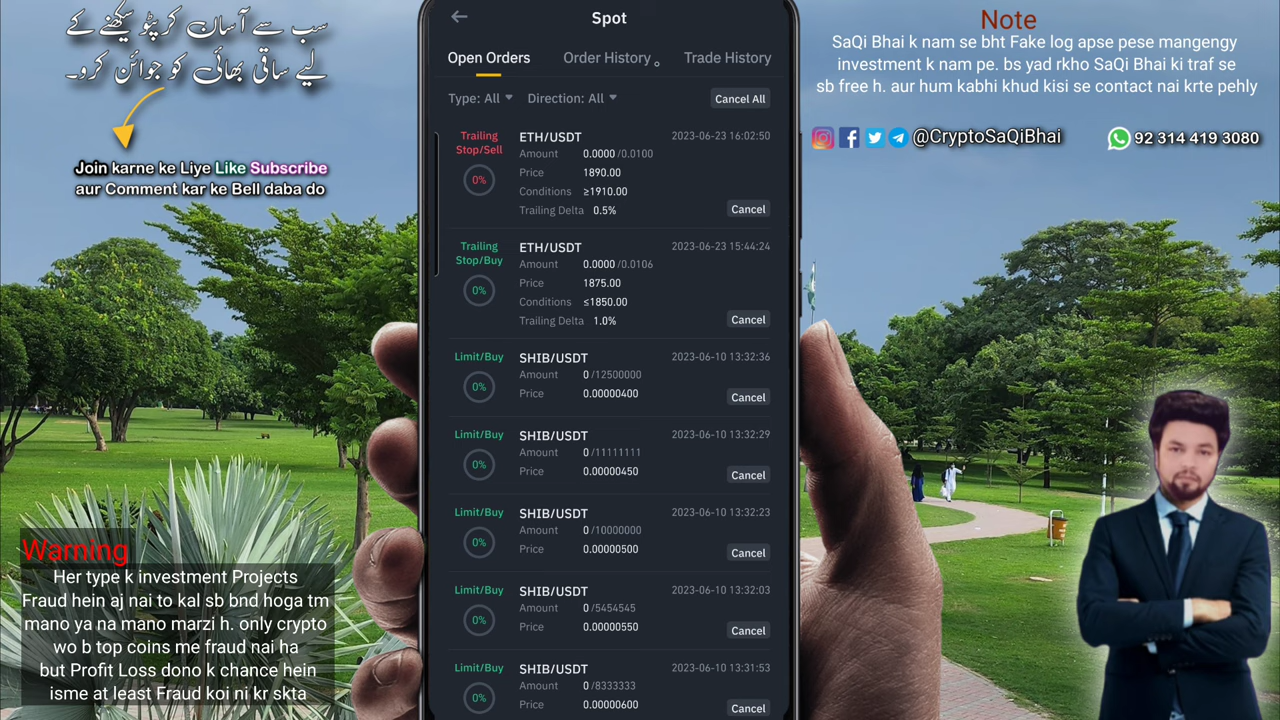 سب سے آسان کرپٹو سیکھنے کے
لیے ساقی بھائی کو جوائن کرو۔
Join karne ke Liye Like Subscribe
aur Comment kar ke Bell daba do
Warning
Her type k investment Projects
Fraud hein aj nai to kal sb bnd hoga tm
mano ya na mano marzi h. only crypto
wo b top coins me fraud nai ha
but Profit Loss dono k chance hein
isme at least Fraud koi ni kr skta
Spot
Open Orders Order History Trade History
Type: All Direction: All Cancel All
Trailing Stop/Sell ETH/USDT 2023-06-23 16:02:50
0% Amount 0.0000 /0.0100
Price 1890.00
Conditions ≥1910.00
Trailing Delta 0.5% Cancel
Trailing Stop/Buy ETH/USDT 2023-06-23 15:44:24
0% Amount 0.0000 /0.0106
Price 1875.00
Conditions ≤1850.00
Trailing Delta 1.0% Cancel
Limit/Buy SHIB/USDT 2023-06-10 13:32:36
0% Amount 0 /12500000
Price 0.00000400 Cancel
Limit/Buy SHIB/USDT 2023-06-10 13:32:29
0% Amount 0 /11111111
Price 0.00000450 Cancel
Limit/Buy SHIB/USDT 2023-06-10 13:32:23
0% Amount 0 /10000000
Price 0.00000500 Cancel
Limit/Buy SHIB/USDT 2023-06-10 13:32:03
0% Amount 0 /5454545
Price 0.00000550 Cancel
Limit/Buy SHIB/USDT 2023-06-10 13:31:53
0% Amount 0 /8333333
Price 0.00000600 Cancel
Note
SaQi Bhai k nam se bht Fake log apse pese mangengy
investment k nam pe. bs yad rkho SaQi Bhai ki traf se
sb free h. aur hum kabhi khud kisi se contact nai krte pehly
@CryptoSaQiBhai 92 314 419 3080